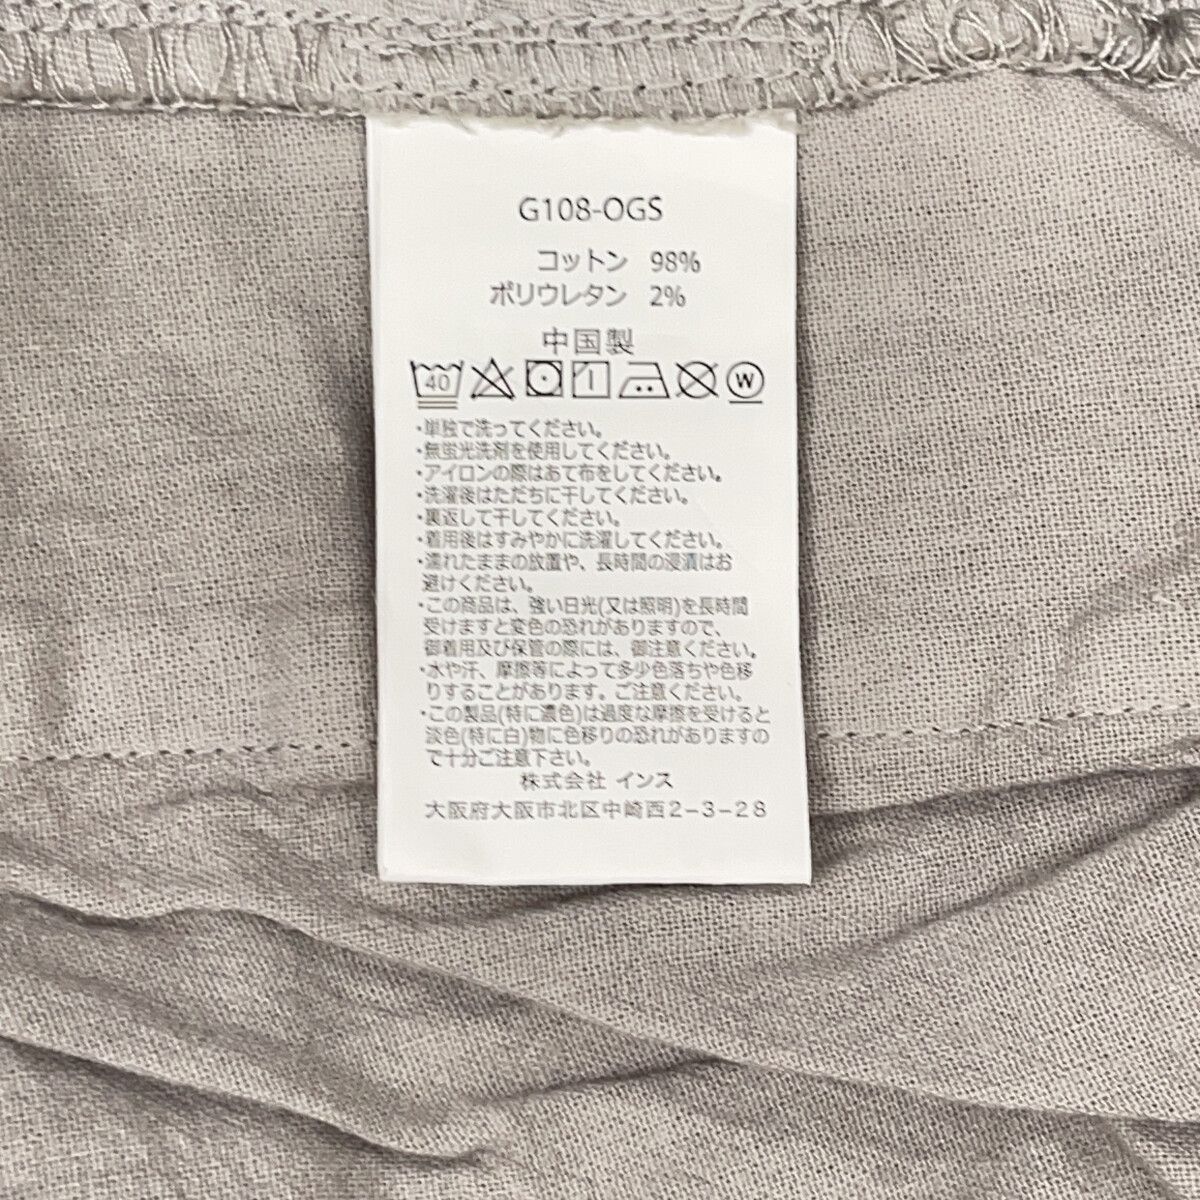 G108-OGS
コットン 98%
ポリウレタン 2%
中国製
40 W
・単独で洗ってください。
・無蛍光洗剤を使用してください。
・アイロンの際はあて布をしてください。
・洗濯後はただちに干してください。
・裏返して干してください。
・着用後はすみやかに洗濯してください。
・濡れたままの放置や、長時間の浸漬はお
避けください。
・この商品は、強い日光(又は照明)を長時間
受けますと変色の恐れがありますので、
御着用及び保管の際には、御注意ください。
・水や汗、摩擦等によって多少色落ちや色移
りすることがあります。ご注意ください。
・この製品(特に濃色)は過度な摩擦を受けると
淡色(特に白)物に色移りの恐れがありますの
で十分ご注意下さい。
株式会社 インス
大阪府大阪市北区中崎西2-3-28